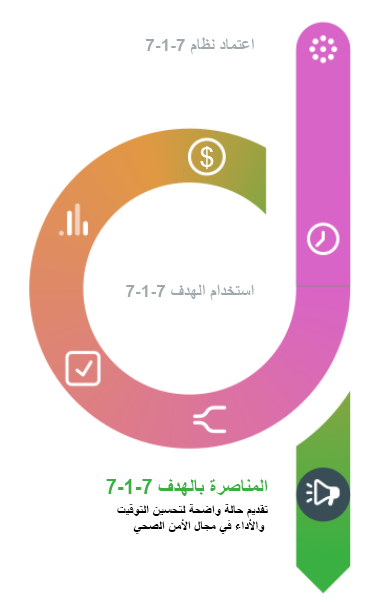 اعتماد نظام 7-1-7
استخدام الهدف 7-1-7
المناصرة بالهدف 7-1-7
تقديم حالة واضحة لتحسين التوقيت
والأداء في مجال الأمن الصحي